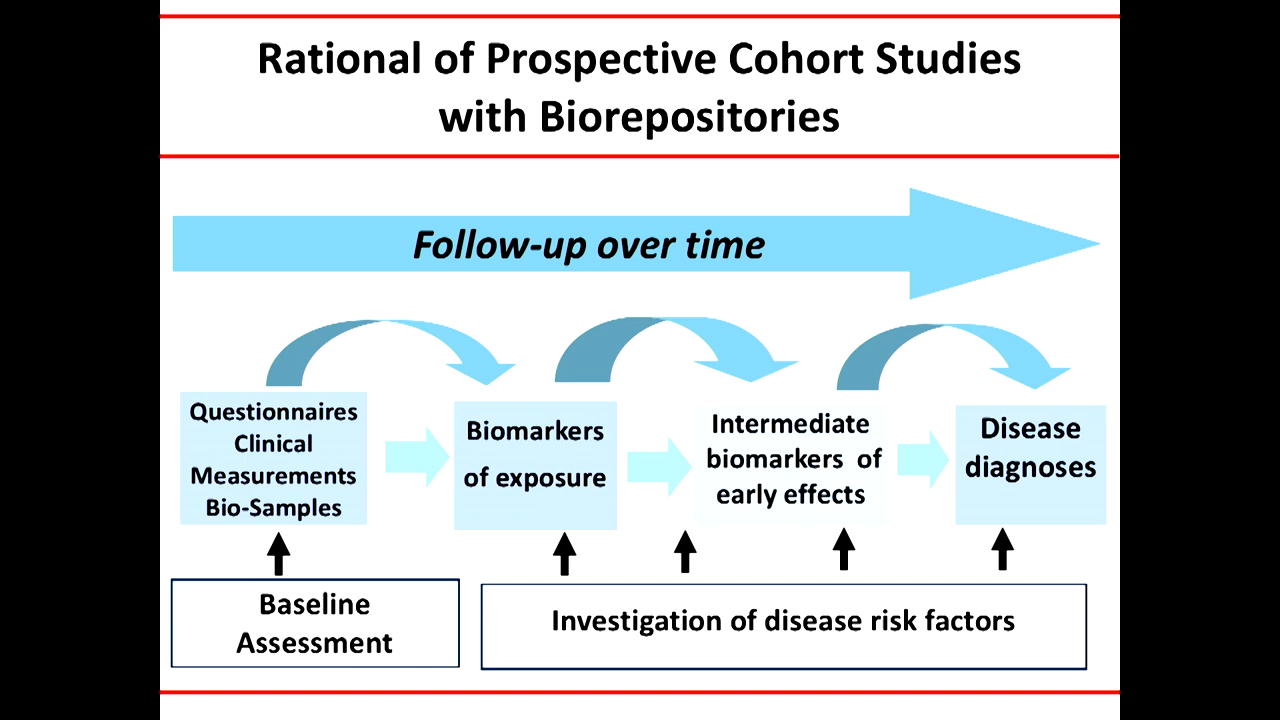 Rational of Prospective Cohort Studies
with Biorepositories
Follow-up over time
Questionnaires
Clinical
Measurements
Bio-Samples
Biomarkers
of exposure
Intermediate
biomarkers of
early effects
Disease
diagnoses
Baseline
Assessment
Investigation of disease risk factors